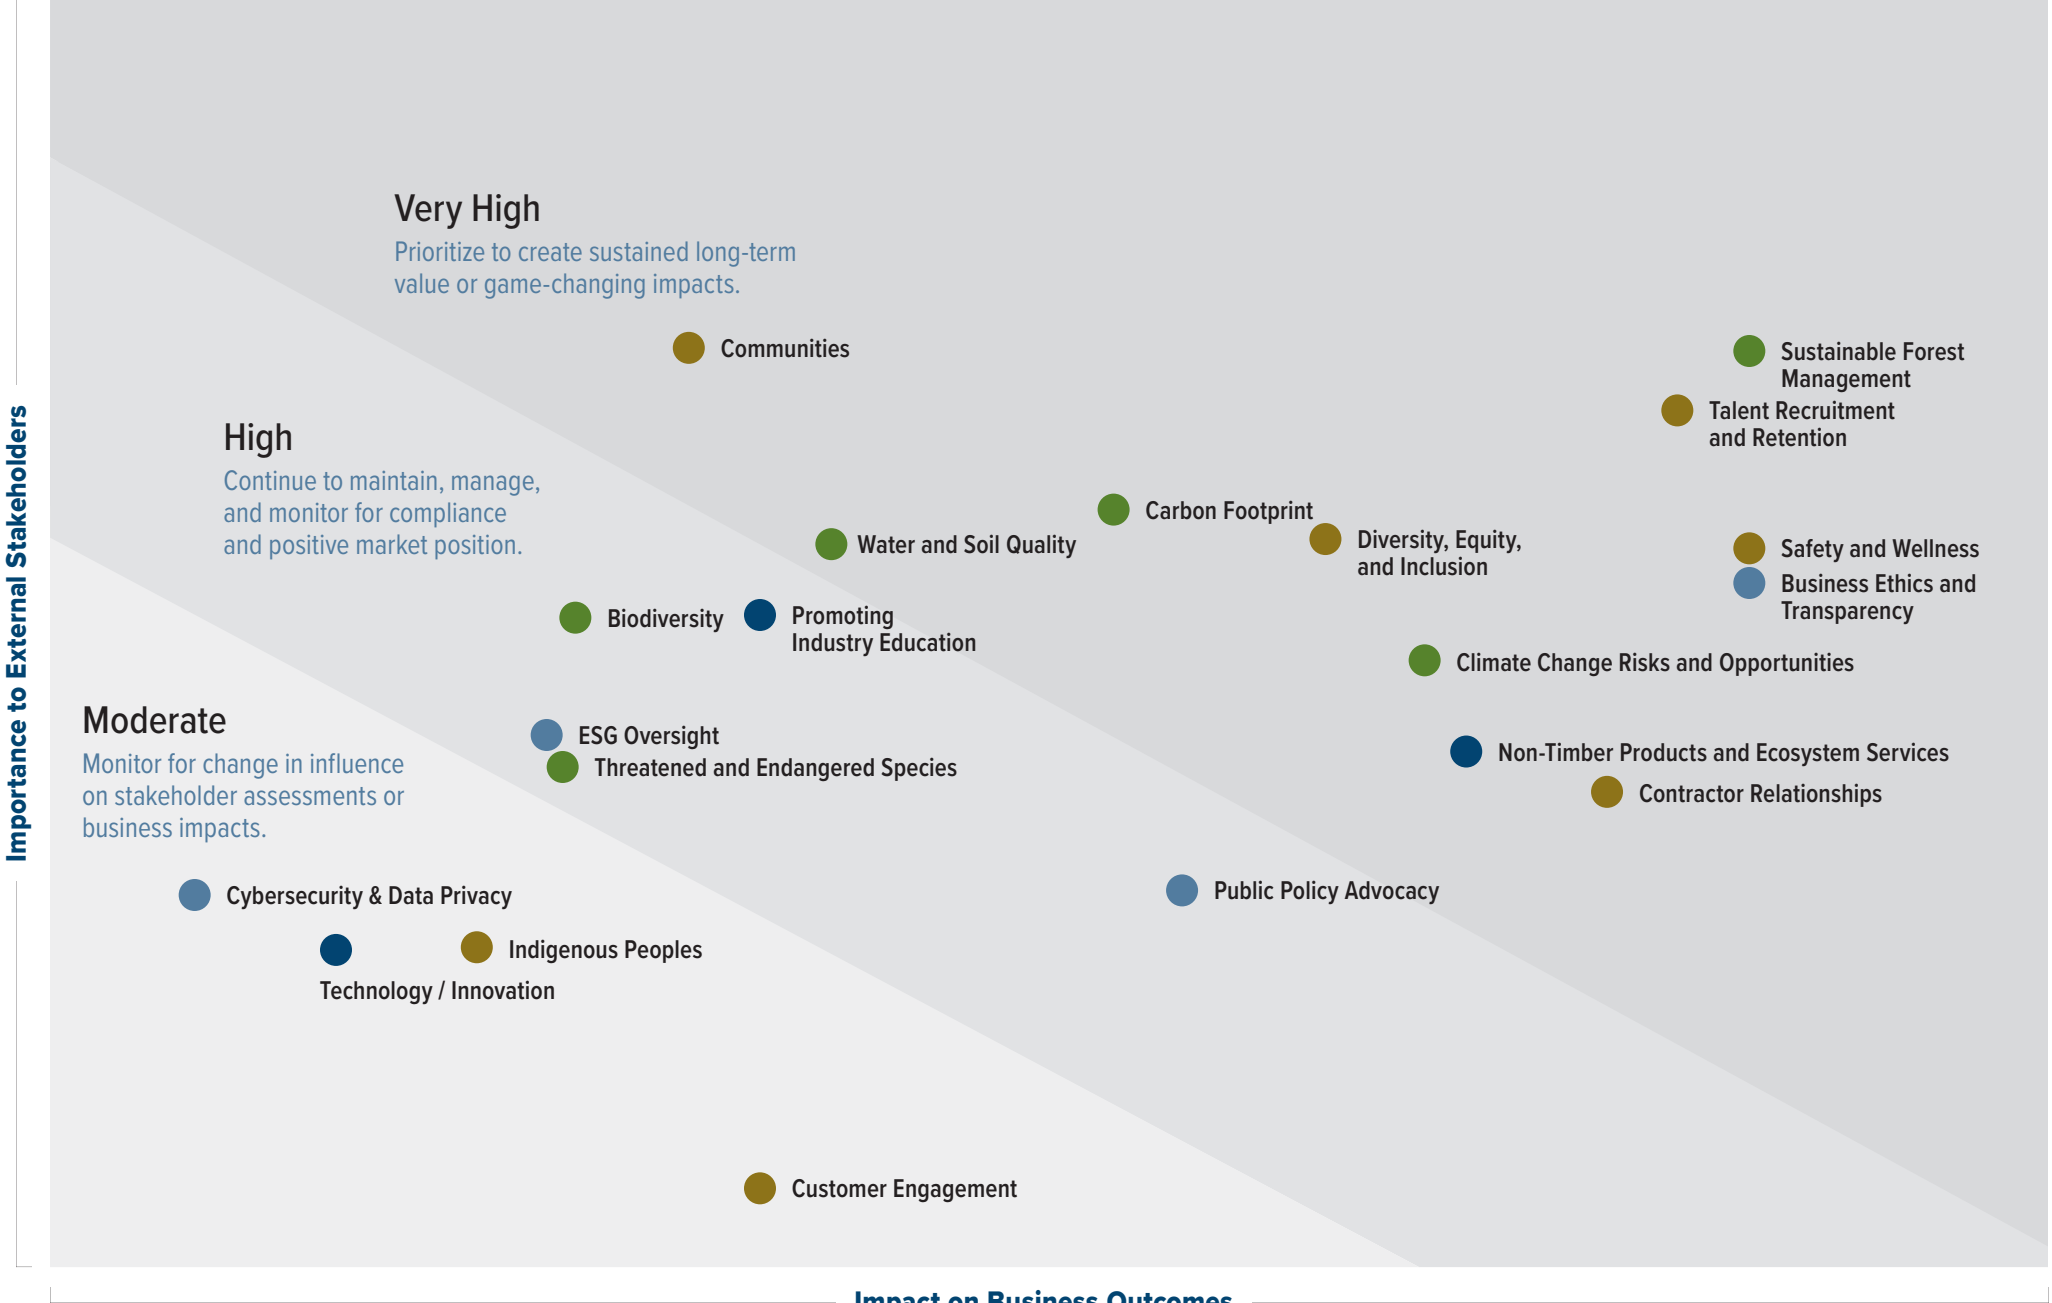 Importance to External Stakeholders
Very High
Prioritize to create sustained long-term
value or game-changing impacts.
Communities
Sustainable Forest
Management
Talent Recruitment
and Retention
High
Continue to maintain, manage,
and monitor for compliance
and positive market position.
Carbon Footprint
Water and Soil Quality
Diversity, Equity,
and Inclusion
Safety and Wellness
Business Ethics and
Transparency
Biodiversity
Promoting
Industry Education
Climate Change Risks and Opportunities
Moderate
Monitor for change in influence
on stakeholder assessments or
business impacts.
ESG Oversight
Threatened and Endangered Species
Non-Timber Products and Ecosystem Services
Contractor Relationships
Cybersecurity & Data Privacy
Public Policy Advocacy
Indigenous Peoples
Technology / Innovation
Customer Engagement
Impact on Business Outcomes